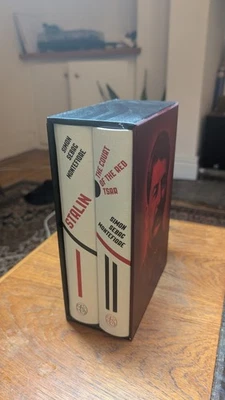 SIMON
SEBAG
MONTEFIORE
STALIN
THE COURT
OF THE RED
TSAR
SIMON
SEBAG
MONTEFIORE